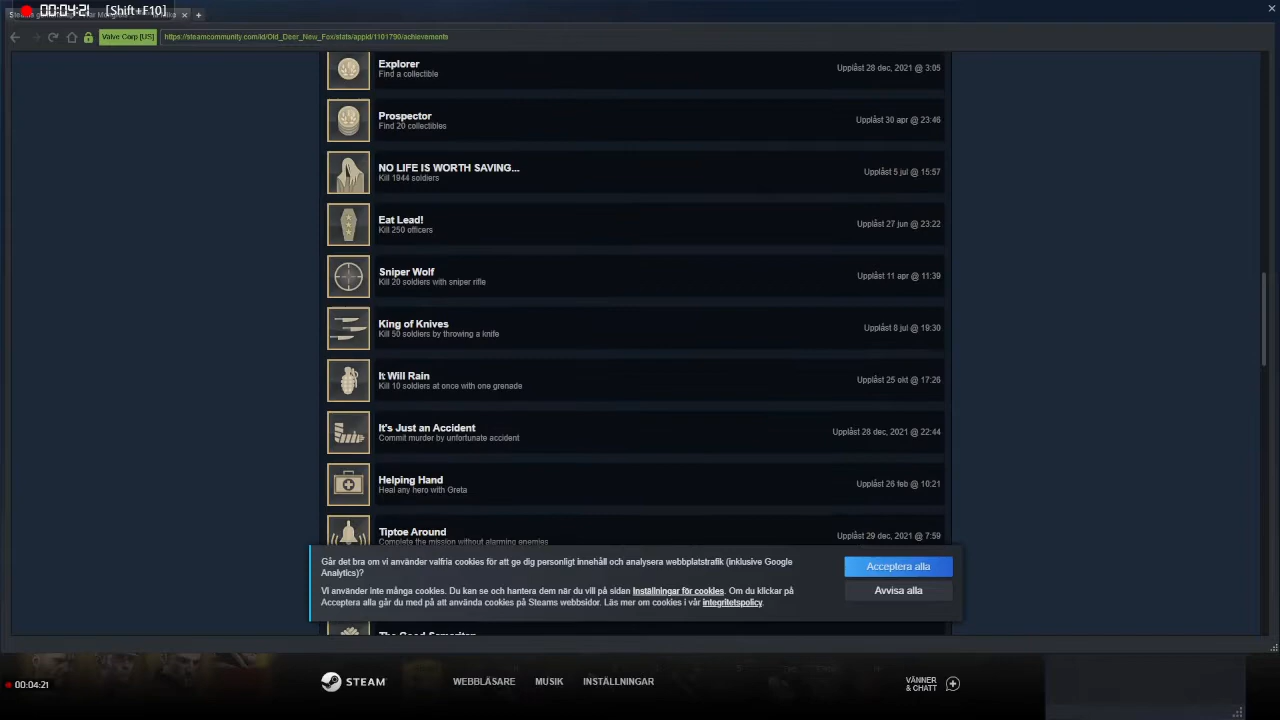 00:04:21 [Shift+F10]
Valve Corp [US]
https://steamcommunity.com/id/Old_Deer_New_Fox/stats/appid/1101790/achievements
Explorer
Find a collectible
Upplåst 28 dec, 2021 @ 3:05
Prospector
Find 20 collectibles
Upplåst 30 apr @ 23:46
NO LIFE IS WORTH SAVING...
Kill 1944 soldiers
Upplåst 5 jul @ 15:57
Eat Lead!
Kill 250 officers
Upplåst 27 jun @ 23:22
Sniper Wolf
Kill 20 soldiers with sniper rifle
Upplåst 11 apr @ 11:39
King of Knives
Kill 50 soldiers by throwing a knife
Upplåst 8 jul @ 19:30
It Will Rain
Kill 10 soldiers at once with one grenade
Upplåst 25 okt @ 17:26
It's Just an Accident
Commit murder by unfortunate accident
Upplåst 28 dec, 2021 @ 22:44
Helping Hand
Heal any hero with Greta
Upplåst 26 feb @ 10:21
Tiptoe Around
Complete the mission without alarming enemies
Upplåst 29 dec, 2021 @ 7:59
Går det bra om vi använder valfria cookies för att ge dig personligt innehåll och analysera webbplatstrafik (inklusive Google
Analytics)?
Vi använder inte många cookies. Du kan se och hantera dem när du vill på sidan Inställningar för cookies. Om du klickar på
Acceptera alla går du med på att använda cookies på Steams webbsidor. Läs mer om cookies i vår integritetspolicy.
Acceptera alla
Avvisa alla
The Good Samaritan
00:04:21
STEAM
WEBBLÄSARE
MUSIK
INSTÄLLNINGAR
VÄNNER
& CHATT